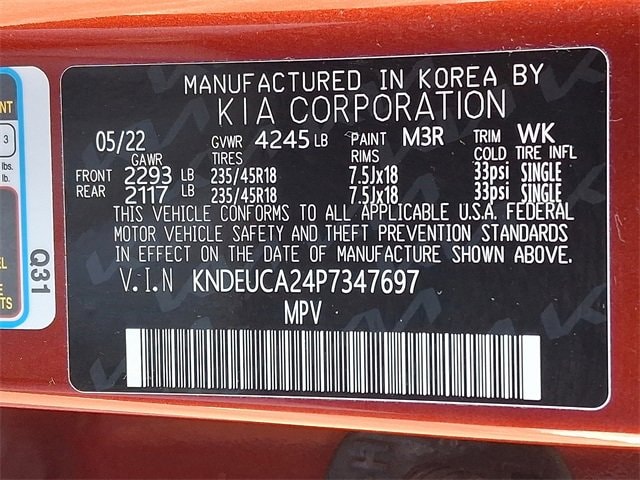 MANUFACTURED IN KOREA BY
KIA CORPORATION
05/22 GVWR 4245 LB PAINT M3R TRIM WK
GAWR TIRES RIMS COLD TIRE INFL
FRONT 2293 LB 235/45R18 7.5Jx18 33psi SINGLE
REAR 2117 LB 235/45R18 7.5Jx18 33psi SINGLE
THIS VEHICLE CONFORMS TO ALL APPLICABLE U.S.A. FEDERAL
MOTOR VEHICLE SAFETY AND THEFT PREVENTION STANDARDS
IN EFFECT ON THE DATE OF MANUFACTURE SHOWN ABOVE.
V.I.N KNDEUCA24P7347697
MPV
3
lbs.
lb.
Q31